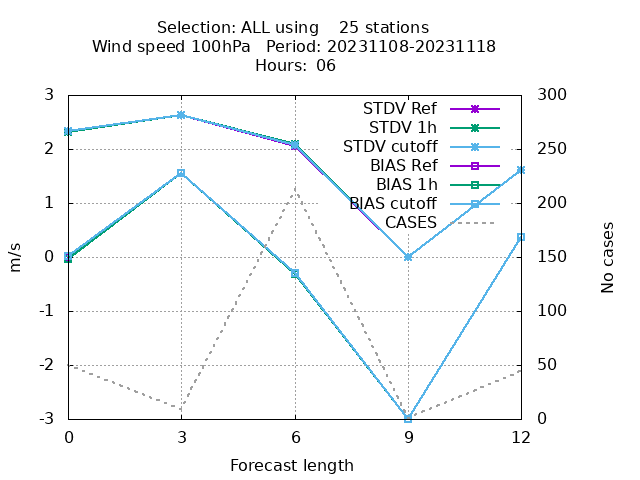 Selection: ALL using    25 stations
Wind speed 100hPa   Period: 20231108-20231118
Hours: 06
STDV Ref
STDV 1h
STDV cutoff
BIAS Ref
BIAS 1h
BIAS cutoff
CASES
3
2
1
0
-1
-2
-3
m/s
300
250
200
150
100
50
0
No cases
0
3
6
9
12
Forecast length